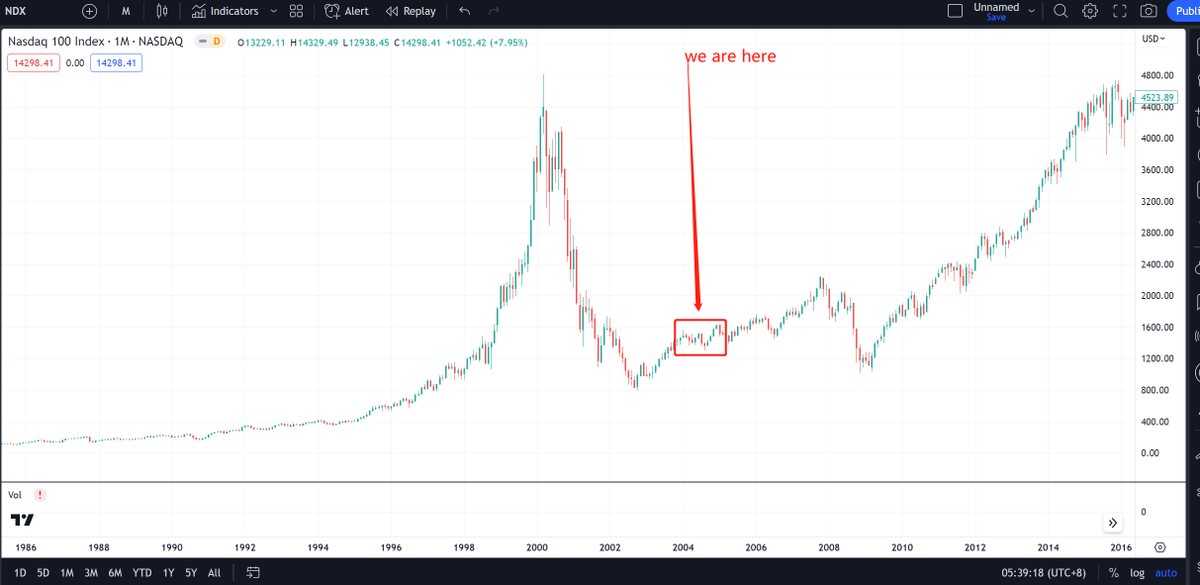 NDX M Indicators Alert Replay Unnamed Save Publi
Nasdaq 100 Index · 1M · NASDAQ D O13229.11 H14329.49 L12938.45 C14298.41 +1052.42 (+7.95%) USD
14298.41 0.00 14298.41
we are here
4800.00
4523.89
4400.00
4000.00
3600.00
3200.00
2800.00
2400.00
2000.00
1600.00
1200.00
800.00
400.00
0.00
Vol !
0
1986 1988 1990 1992 1994 1996 1998 2000 2002 2004 2006 2008 2010 2012 2014 2016
1D 5D 1M 3M 6M YTD 1Y 5Y All 05:39:18 (UTC+8) % log auto